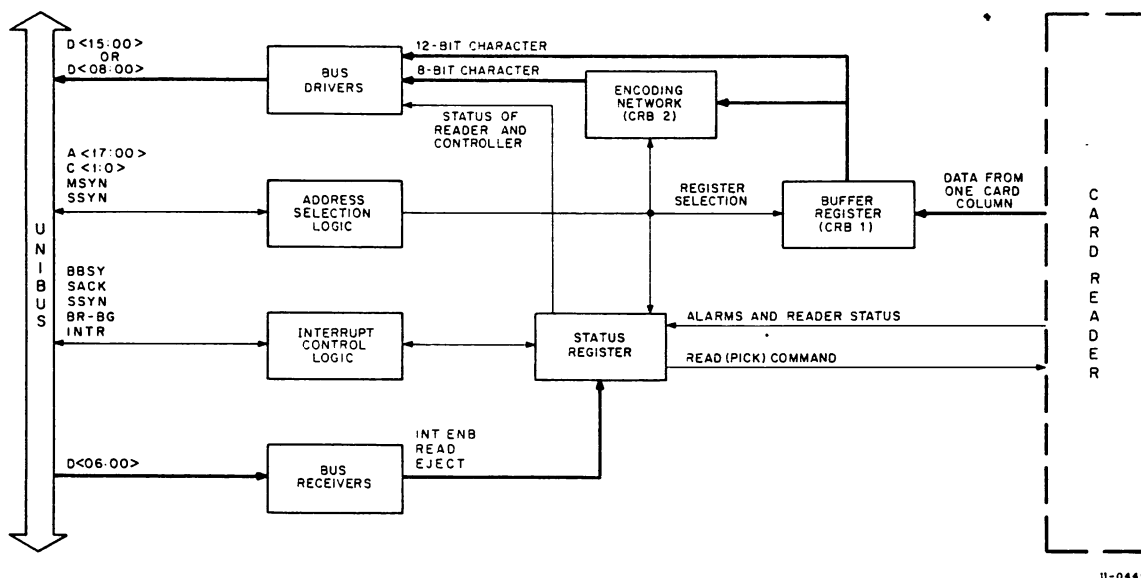 D<15:00>
OR
D<08:00>
BUS
DRIVERS
12-BIT CHARACTER
8-BIT CHARACTER
STATUS OF
READER AND
CONTROLLER
ENCODING
NETWORK
(CRB 2)
A<17:00>
C<1:0>
MSYN
SSYN
ADDRESS
SELECTION
LOGIC
REGISTER
SELECTION
BUFFER
REGISTER
(CRB 1)
DATA FROM
ONE CARD
COLUMN
UNIBUS
CARD READER
BBSY
SACK
SSYN
BR-BG
INTR
INTERRUPT
CONTROL
LOGIC
STATUS
REGISTER
ALARMS AND READER STATUS
READ (PICK) COMMAND
D<06:00>
BUS
RECEIVERS
INT ENB
READ
EJECT